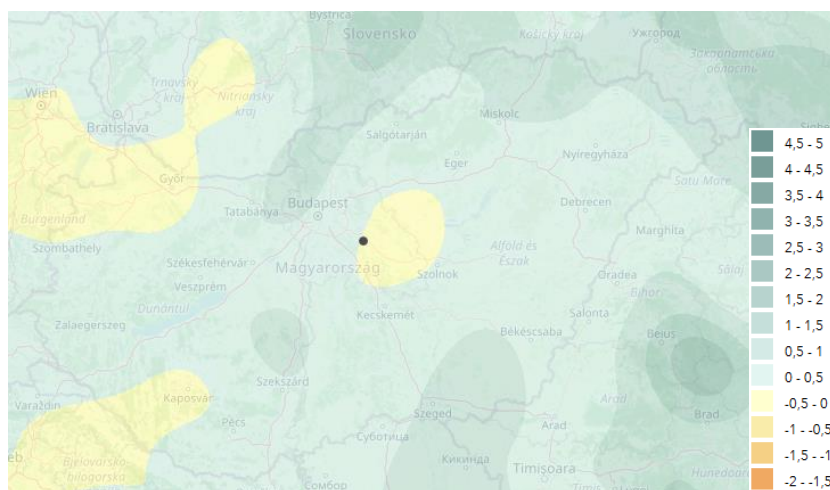 Bystrica
Slovensko
Košický kraj
Ужгород
Закарпатська
область
Trnavský
kraj
Nitriansky
kraj
Wien
Bratislava
Salgótarján
Miskolc
Eger
Nyíregyháza
Satu Mare
Győr
Burgenland
Tatabánya
Budapest
Debrecen
Marghita
Szombathely
Székesfehérvár
Magyarország
Szolnok
Alföld és
Észak
Oradea
Sălaj
Veszprém
Bihor
Dunántúl
Kecskemét
Salonta
Zalaegerszeg
Békéscsaba
Beiuș
Szekszárd
Kaposvár
Varaždin
Pécs
Szeged
Arad
Arad
Brad
Суботица
Bjelovarsko
bilogorska
Кикинда
Timișoara
Сомбор
Hunedoara
4,5 - 5
4 - 4,5
3,5 - 4
3 - 3,5
2,5 - 3
2 - 2,5
1,5 - 2
1 - 1,5
0,5 - 1
0 - 0,5
-0,5 - 0
-1 - -0,5
-1,5 - -1
-2 - -1,5